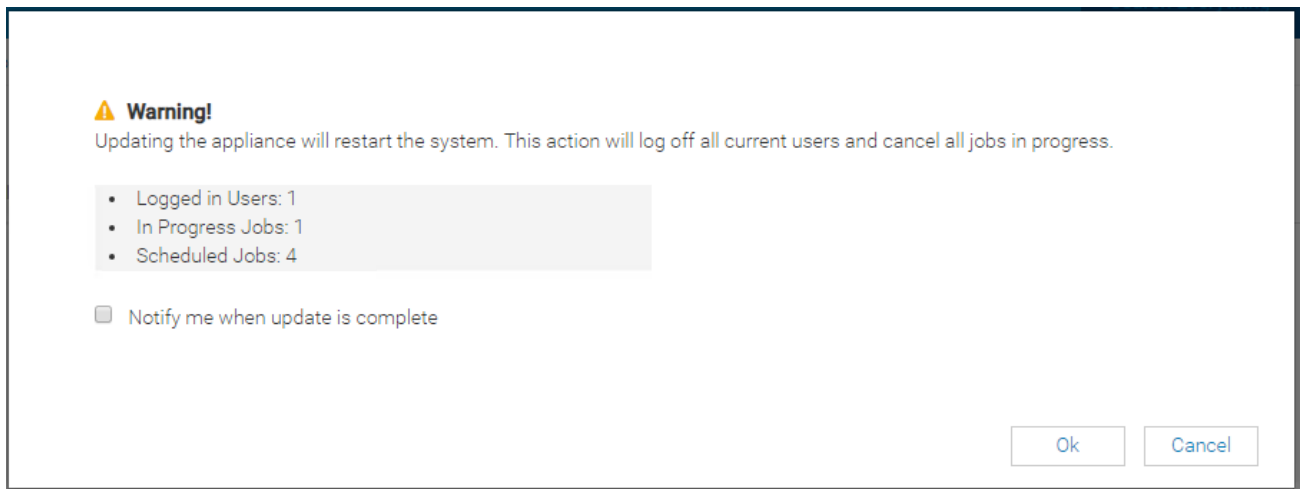 Warning!
Updating the appliance will restart the system. This action will log off all current users and cancel all jobs in progress.
• Logged in Users: 1
• In Progress Jobs: 1
• Scheduled Jobs: 4
Notify me when update is complete
Ok Cancel